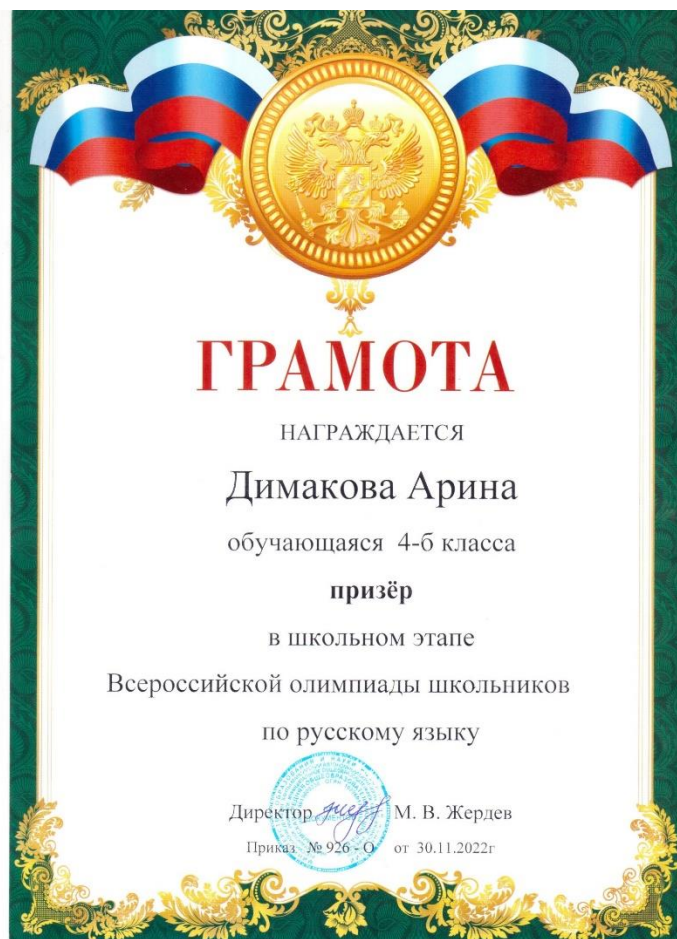 ГРАМОТА
НАГРАЖДАЕТСЯ
Димакова Арина
обучающаяся 4-б класса
призёр
в школьном этапе
Всероссийской олимпиады школьников
по русскому языку
Директор М. В. Жердев
Приказ № 926 - О от 30.11.2022г